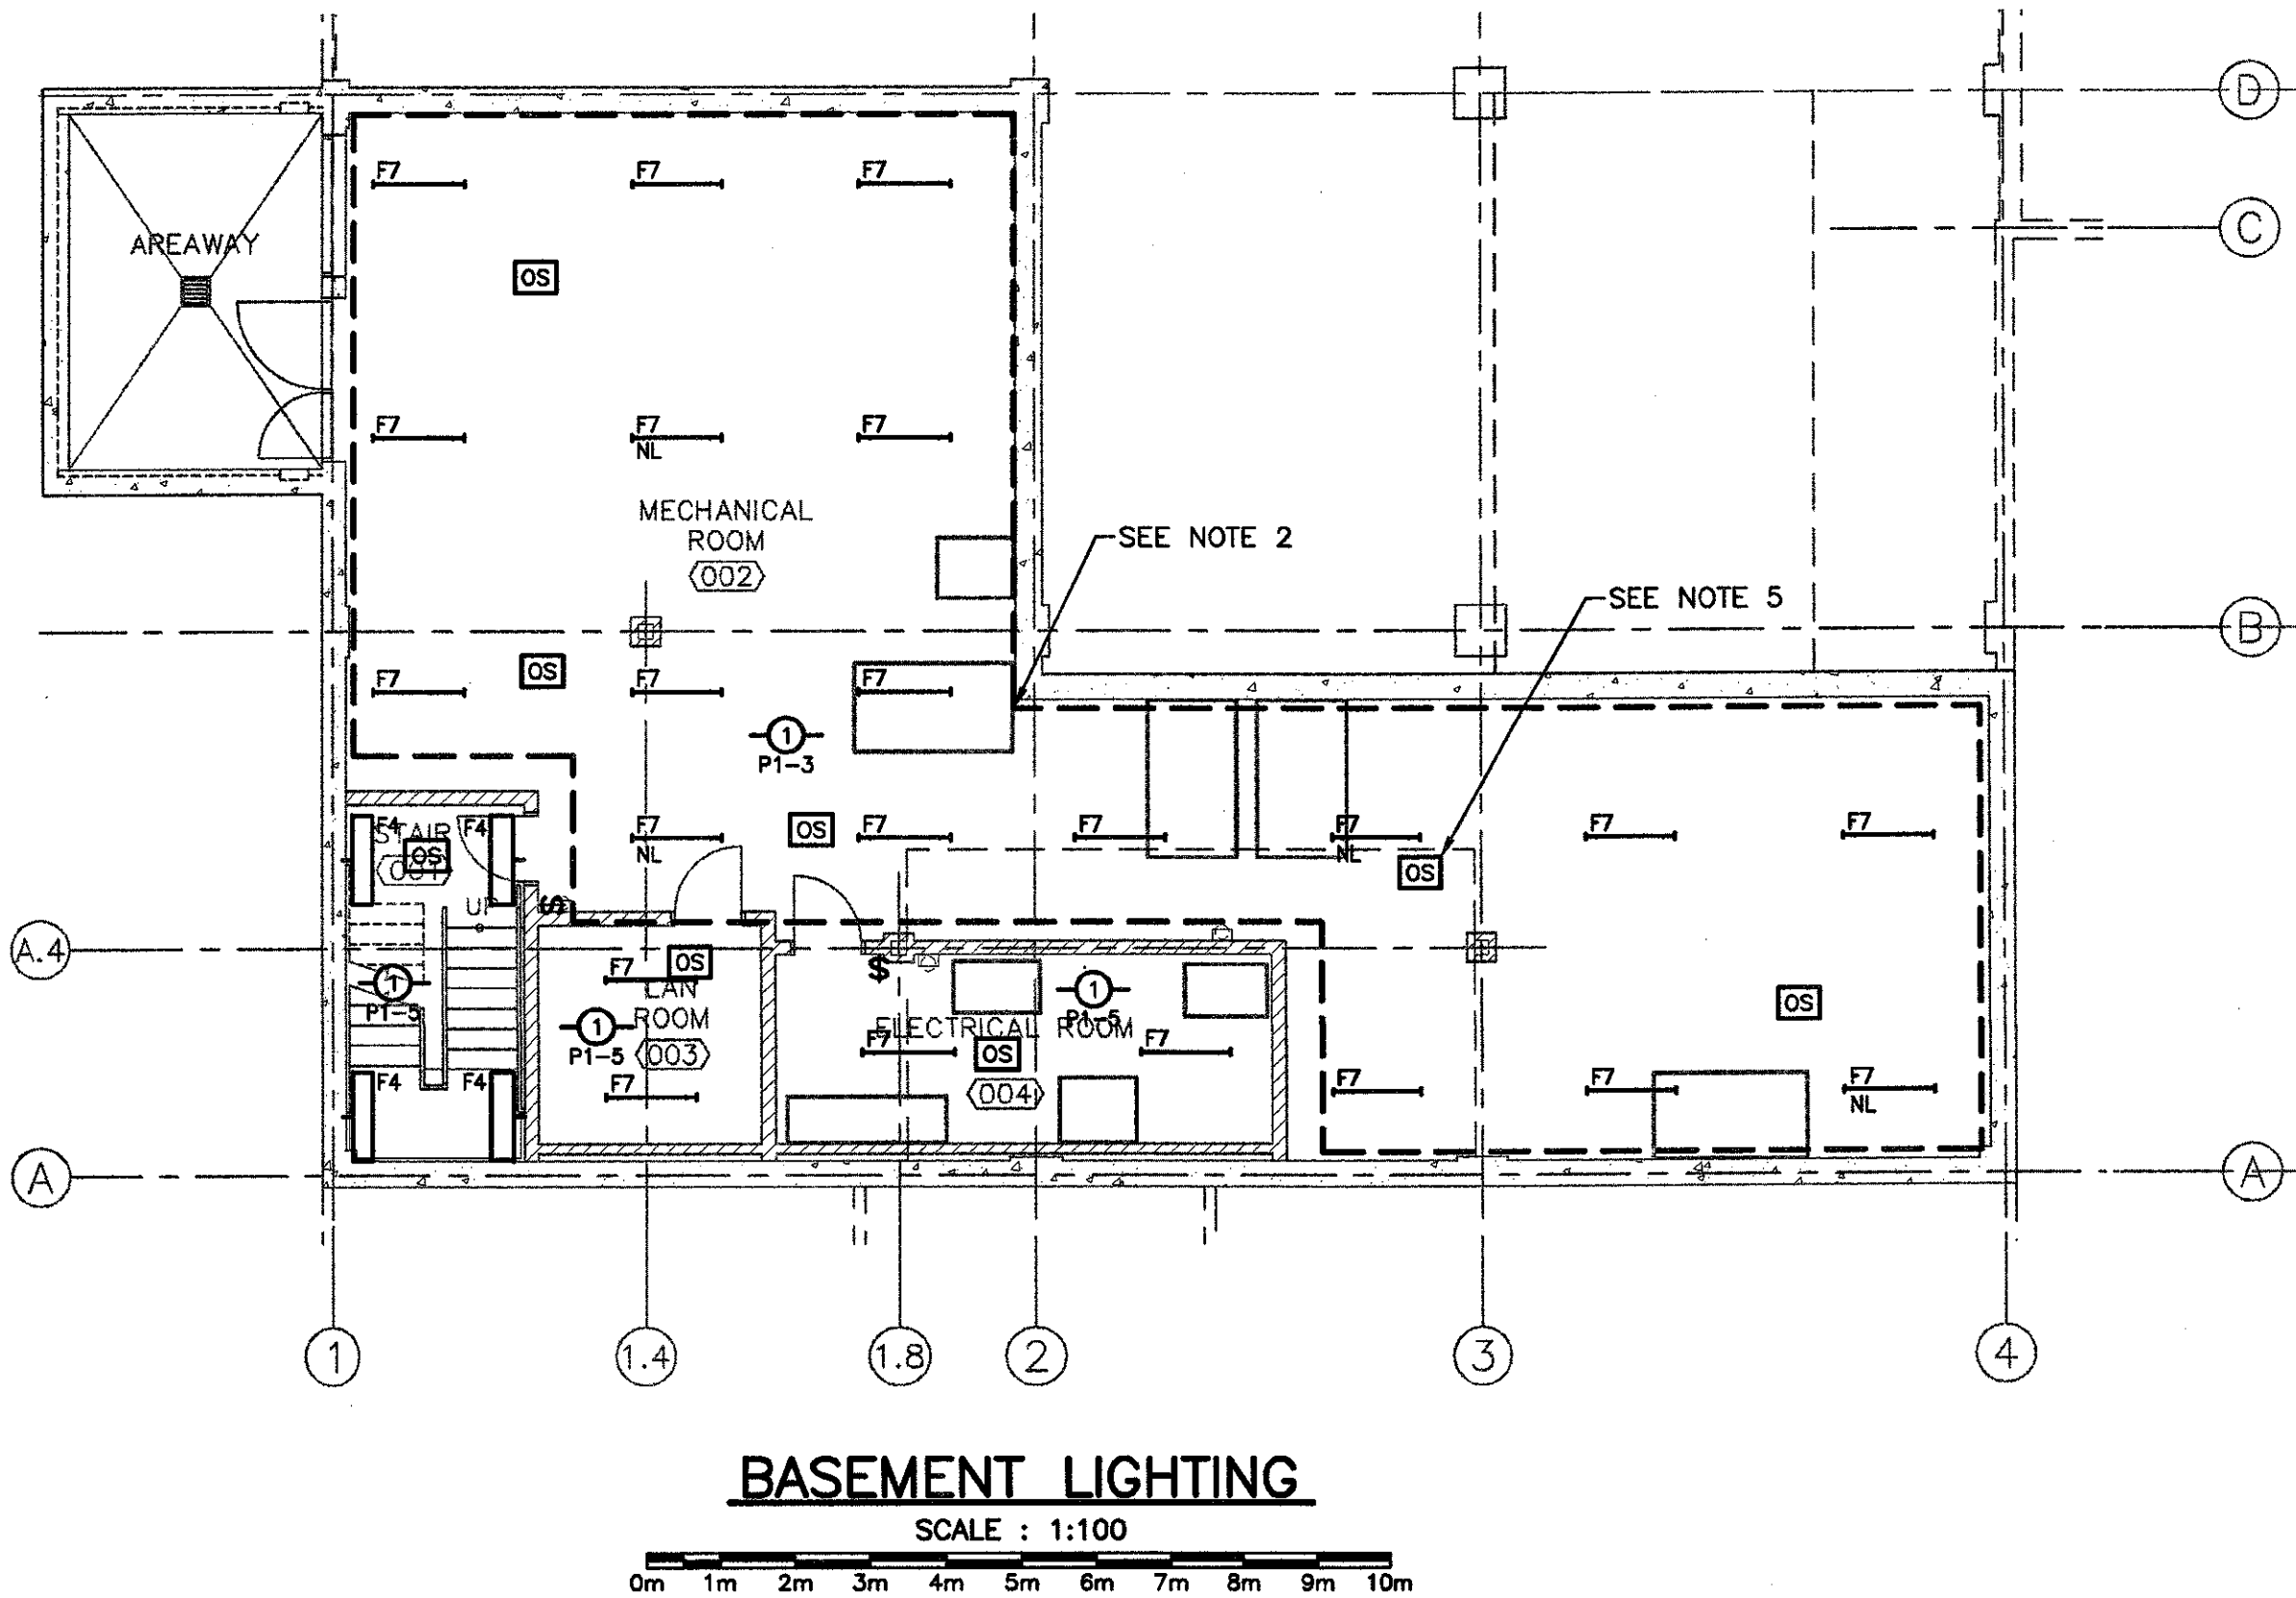 D
F7 F7 F7
C
AREAWAY
OS
F7 F7 F7
NL
MECHANICAL
ROOM
002
SEE NOTE 2
SEE NOTE 5
B
OS
F7 F7 F7
1
P1-3
F4 STAIR F4
OS
001
UP
F7
NL
OS
F7 F7 F7
NL
F7 F7
OS
$
A.4
1
P1-5
F7 OS
LAN
ROOM
003
1
P1-5
F7
$
1
P1-5
ELECTRICAL ROOM
F7 OS F7
004
OS
F4 F4
F7 F7 F7
NL
A A
1 1.4 1.8 2 3 4
BASEMENT LIGHTING
SCALE : 1:100
0m 1m 2m 3m 4m 5m 6m 7m 8m 9m 10m